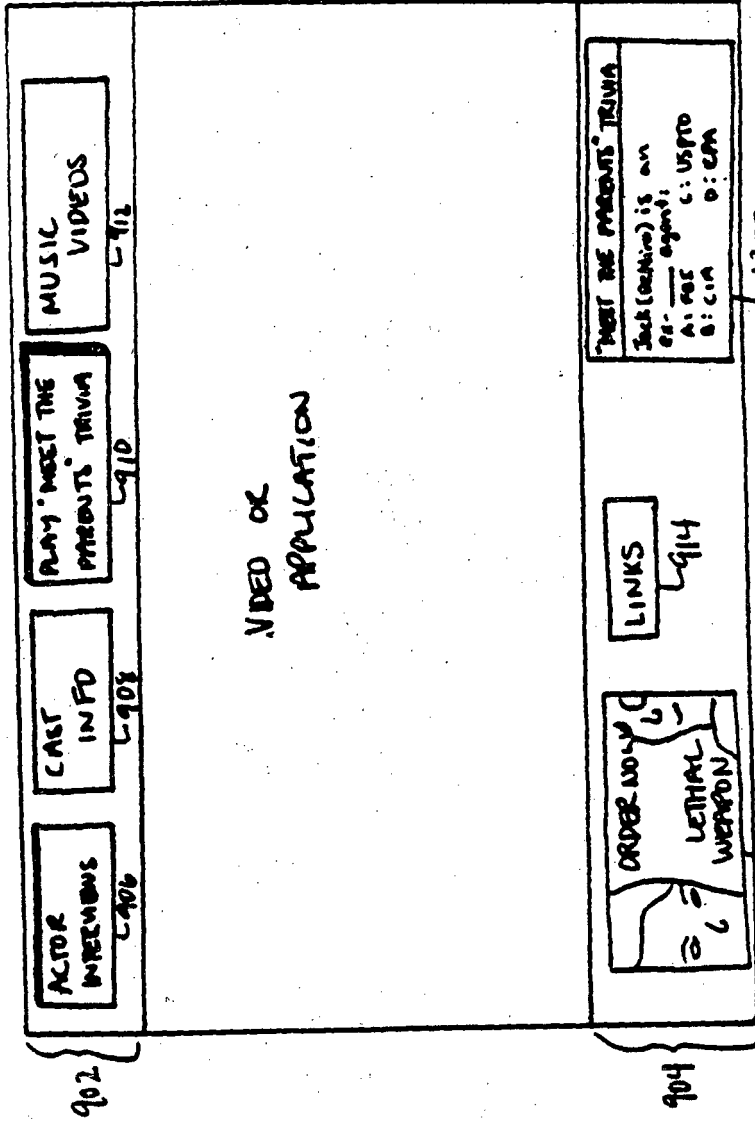 902
ACTOR
INTERVIEWS
906
CAST
INFO
908
PLAY "MEET THE
PARENTS" TRIVIA
910
MUSIC
VIDEOS
912
VIDEO OR
APPLICATION
904
ORDER NOW
LETHAL
WEAPON
LINKS
914
"MEET THE PARENTS" TRIVIA
Jack (DeNiro) is an
ex- ___ agent:
A: FBI C: USPTO
B: CIA D: CPA